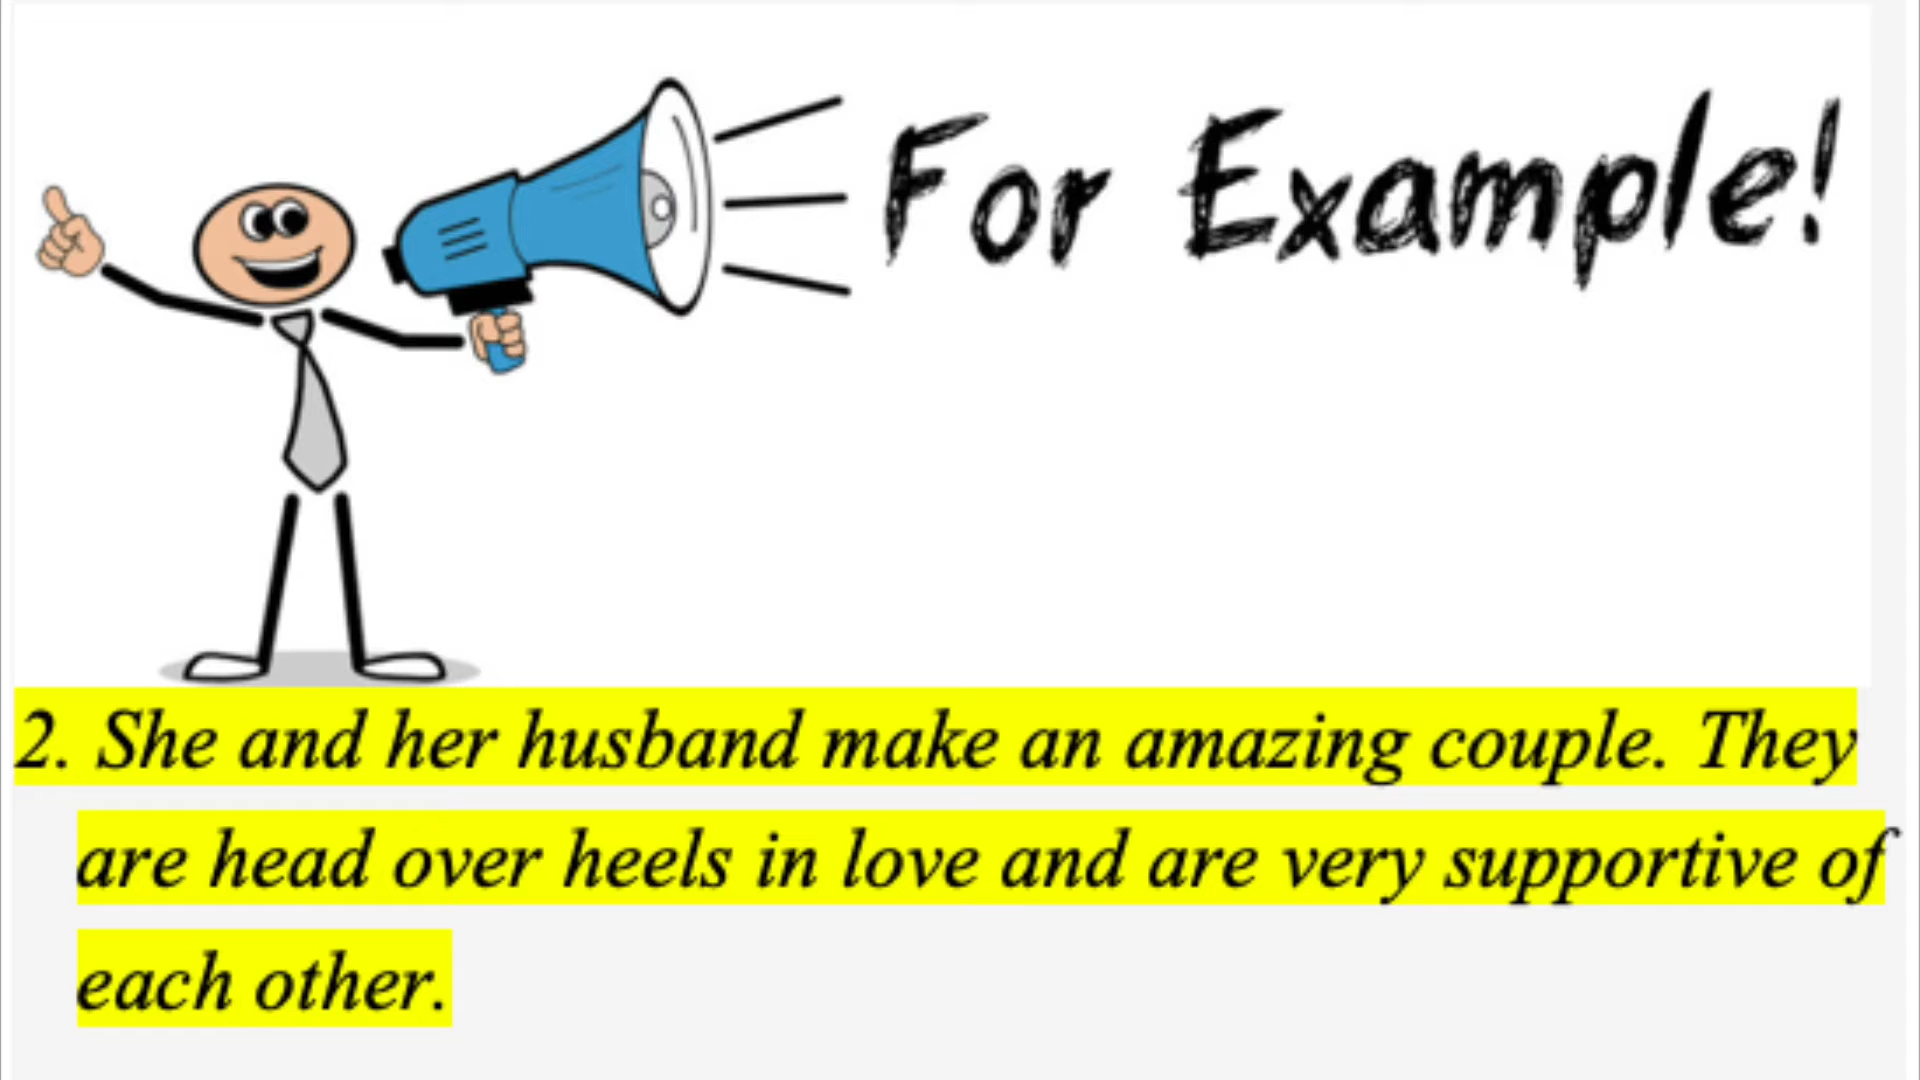 For Example!
2. She and her husband make an amazing couple. They
are head over heels in love and are very supportive of
each other.